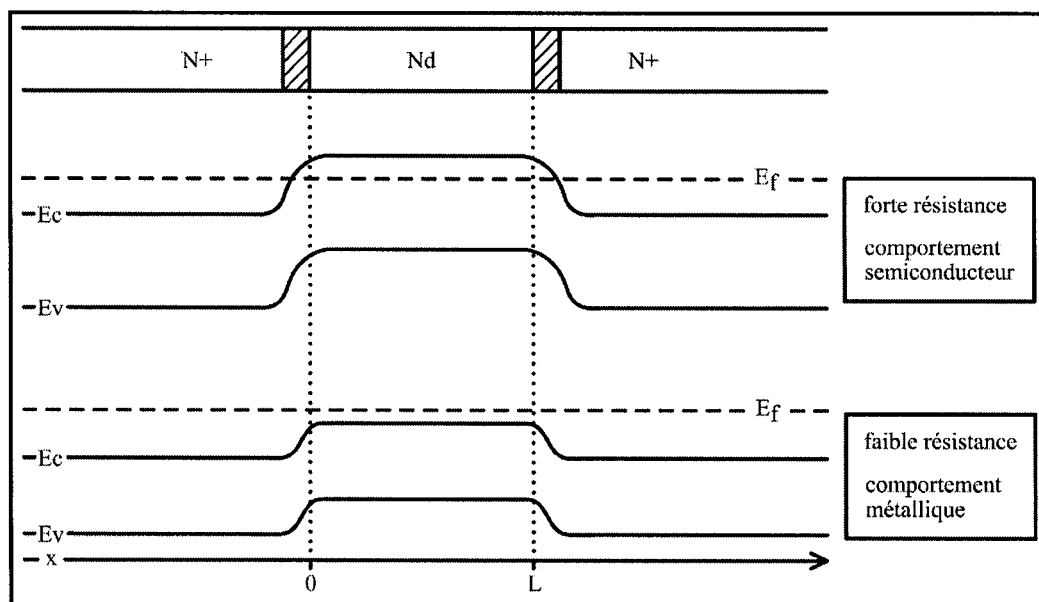 N+ Nd N+
Ef
Ec
Ev
forte résistance
comportement
semiconducteur
Ef
Ec
Ev
faible résistance
comportement
métallique
x
0 L